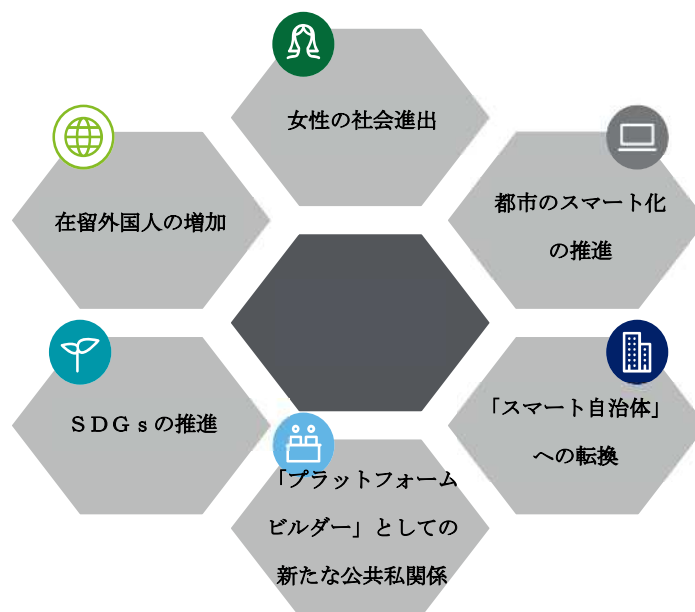 女性の社会進出
都市のスマート化
の推進
「スマート自治体」
への転換
「プラットフォーム
ビルダー」としての
新たな公共私関係
ＳＤＧｓの推進
在留外国人の増加